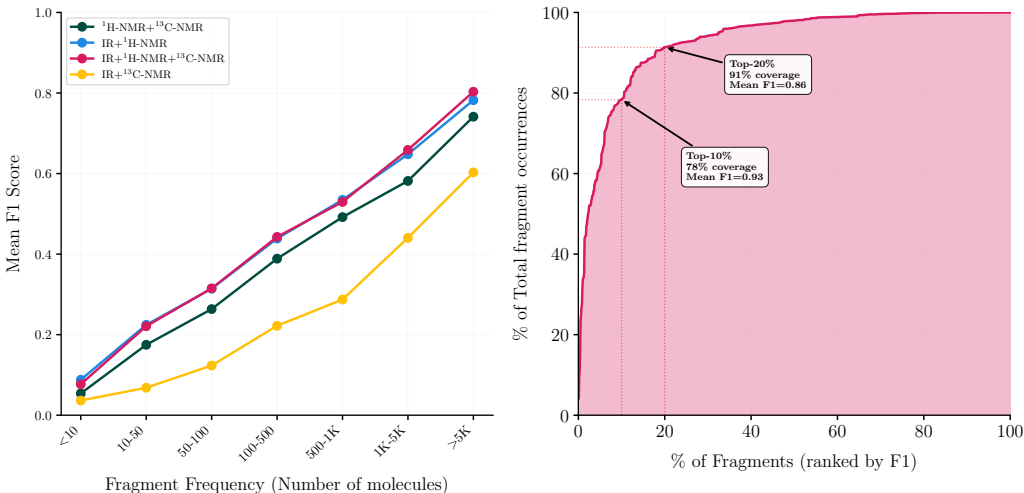 ¹H-NMR+¹³C-NMR
IR+¹H-NMR
IR+¹H-NMR+¹³C-NMR
IR+¹³C-NMR
Mean F1 Score
1.0
0.8
0.6
0.4
0.2
0.0
<10
10-50
50-100
100-500
500-1K
1K-5K
>5K
Fragment Frequency (Number of molecules)
% of Total fragment occurrences
100
80
60
40
20
0
Top-20%
91% coverage
Mean F1=0.86
Top-10%
78% coverage
Mean F1=0.93
0
20
40
60
80
100
% of Fragments (ranked by F1)